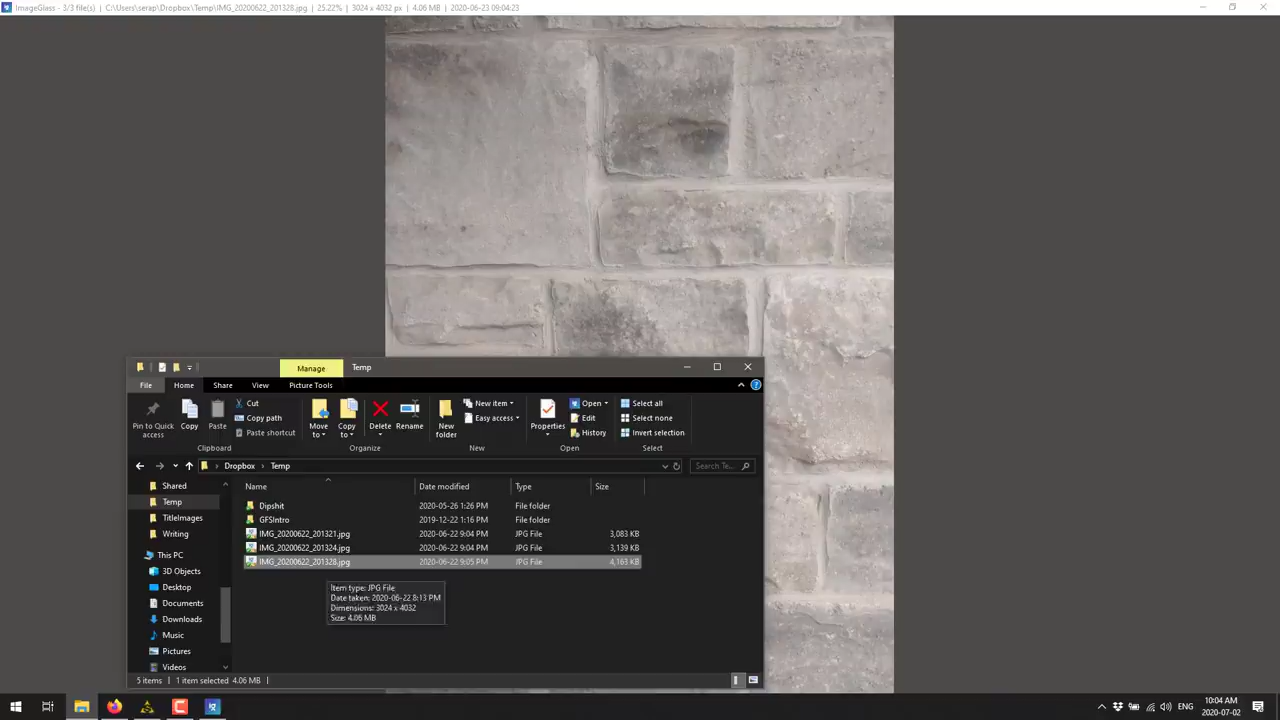 ImageGlass - 3/3 file(s) | C:\Users\serap\Dropbox\Temp\IMG_20200622_201328.jpg | 25.22% | 3024 x 4032 px | 4.06 MB | 2020-06-23 09:04:23
Manage Temp
File Home Share View Picture Tools
Pin to Quick access
Copy
Paste
Cut
Copy path
Paste shortcut
Clipboard
Move to
Copy to
Delete
Rename
Organize
New folder
New item
Easy access
New
Properties
Open
Edit
History
Open
Select all
Select none
Invert selection
Select
Dropbox > Temp
Search Te...
Name Date modified Type Size
Dipshit 2020-05-26 1:26 PM File folder
GFSIntro 2019-12-22 1:16 PM File folder
IMG_20200622_201321.jpg 2020-06-22 9:04 PM JPG File 3,083 KB
IMG_20200622_201324.jpg 2020-06-22 9:04 PM JPG File 3,139 KB
IMG_20200622_201328.jpg 2020-06-22 9:05 PM JPG File 4,163 KB
Shared
Temp
TitleImages
Writing
This PC
3D Objects
Desktop
Documents
Downloads
Music
Pictures
Videos
Item type: JPG File
Date taken: 2020-06-22 8:13 PM
Dimensions: 3024 x 4032
Size: 4.06 MB
5 items | 1 item selected 4.06 MB |
ENG
10:04 AM
2020-07-02